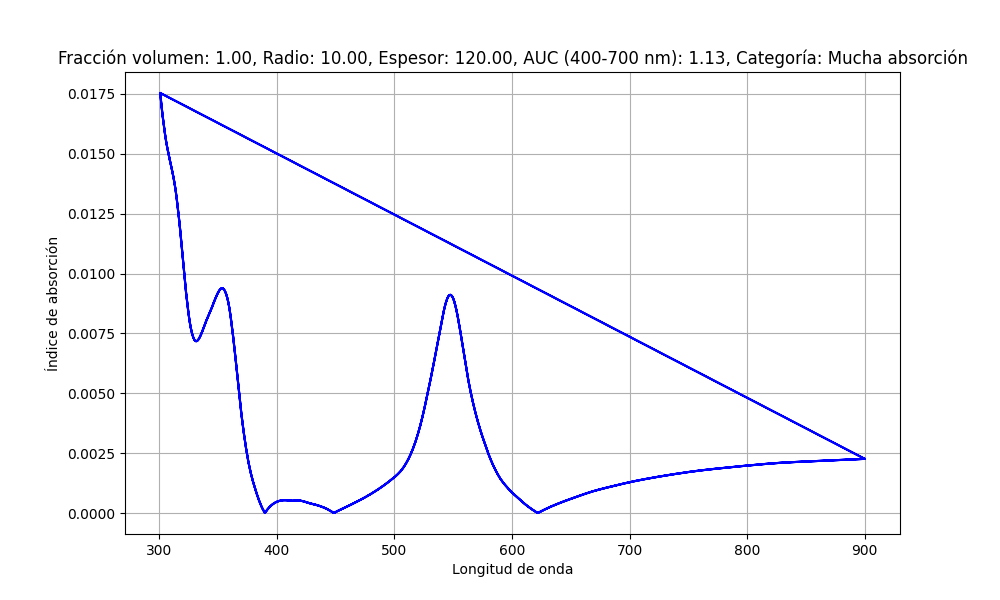 Fracción volumen: 1.00, Radio: 10.00, Espesor: 120.00, AUC (400-700 nm): 1.13, Categoría: Mucha absorción
0.0175
0.0150
0.0125
0.0100
0.0075
0.0050
0.0025
0.0000
Índice de absorción
300 400 500 600 700 800 900
Longitud de onda